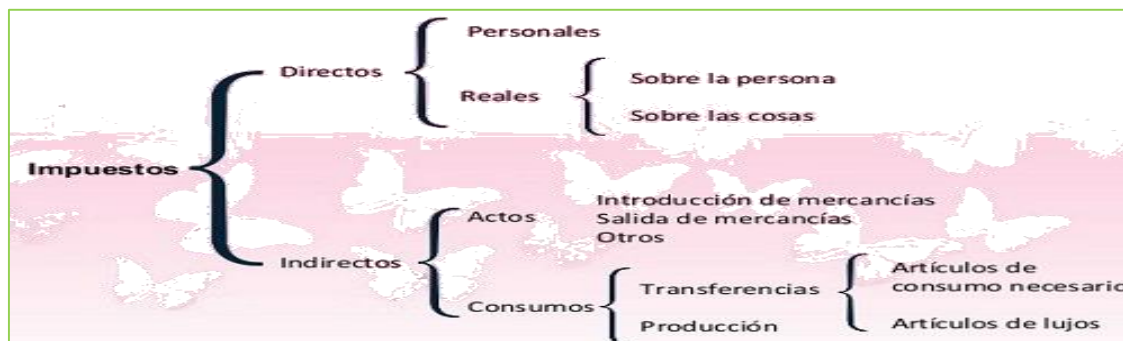 Personales
Directos
Reales
Sobre la persona
Sobre las cosas
Impuestos
Actos
Introducción de mercancías
Salida de mercancías
Otros
Indirectos
Consumos
Transferencias
Artículos de
consumo necesario
Artículos de lujos
Producción